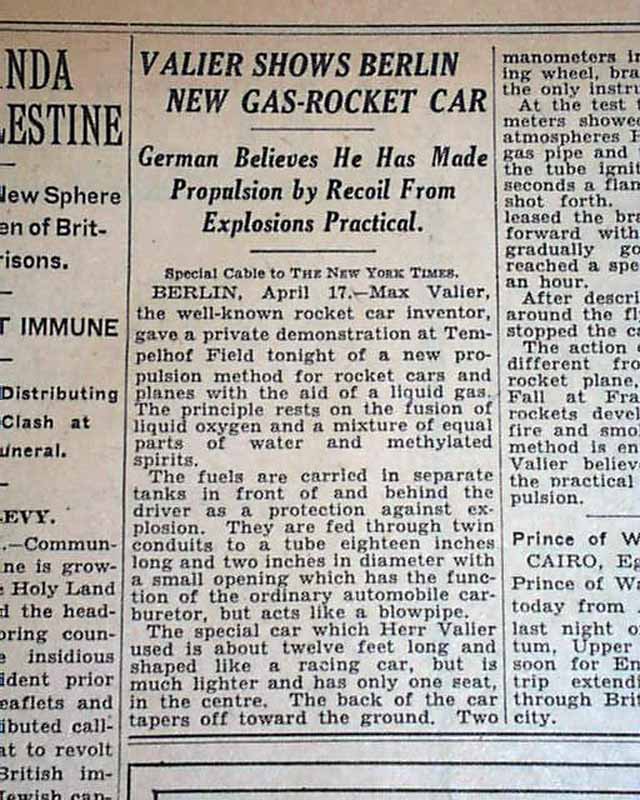 NDA
LESTINE
New Sphere
en of Brit-
risons.
T IMMUNE
Distributing
Clash at
uneral.
LEVY.
.—Commun-
ne is grow-
Holy Land
d the head-
oring coun-
e insidious
ident prior
eaflets and
ibuted call-
at to revolt
British im-
Jewish cap-
VALIER SHOWS BERLIN
NEW GAS-ROCKET CAR
German Believes He Has Made
Propulsion by Recoil From
Explosions Practical.
Special Cable to THE NEW YORK TIMES.
BERLIN, April 17.—Max Valier,
the well-known rocket car inventor,
gave a private demonstration at Tem-
pelhof Field tonight of a new pro-
pulsion method for rocket cars and
planes with the aid of a liquid gas.
The principle rests on the fusion of
liquid oxygen and a mixture of equal
parts of water and methylated
spirits.
The fuels are carried in separate
tanks in front of and behind the
driver as a protection against ex-
plosion. They are fed through twin
conduits to a tube eighteen inches
long and two inches in diameter with
a small opening which has the func-
tion of the ordinary automobile car-
buretor, but acts like a blowpipe.
The special car which Herr Valier
used is about twelve feet long and
shaped like a racing car, but is
much lighter and has only one seat,
in the centre. The back of the car
tapers off toward the ground. Two
manometers in
ing wheel, bra
the only instru
At the test t
meters showed
atmospheres
gas pipe and
the tube ignit
seconds a flan
shot forth.
leased the bra
forward with
gradually go
reached a spe
an hour.
After descri
around the fl
stopped the c
The action
different fro
rocket plane,
Fall at Fra
rockets deve
fire and smo
method is en
Valier believ
the practical
pulsion.
Prince of W
CAIRO, Eg
Prince of Wa
today from
last night o
tum, Upper
soon for En
trip extendi
through Brit
city.